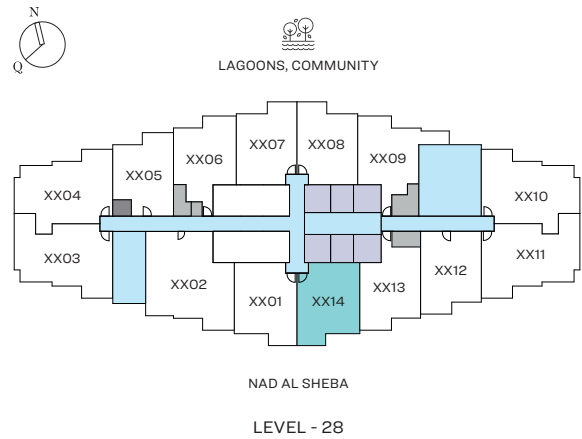 N
Q
LAGOONS, COMMUNITY
XX07
XX08
XX06
XX09
XX05
XX04
XX10
XX03
XX11
XX12
XX02
XX01
XX14
XX13
NAD AL SHEBA
LEVEL - 28